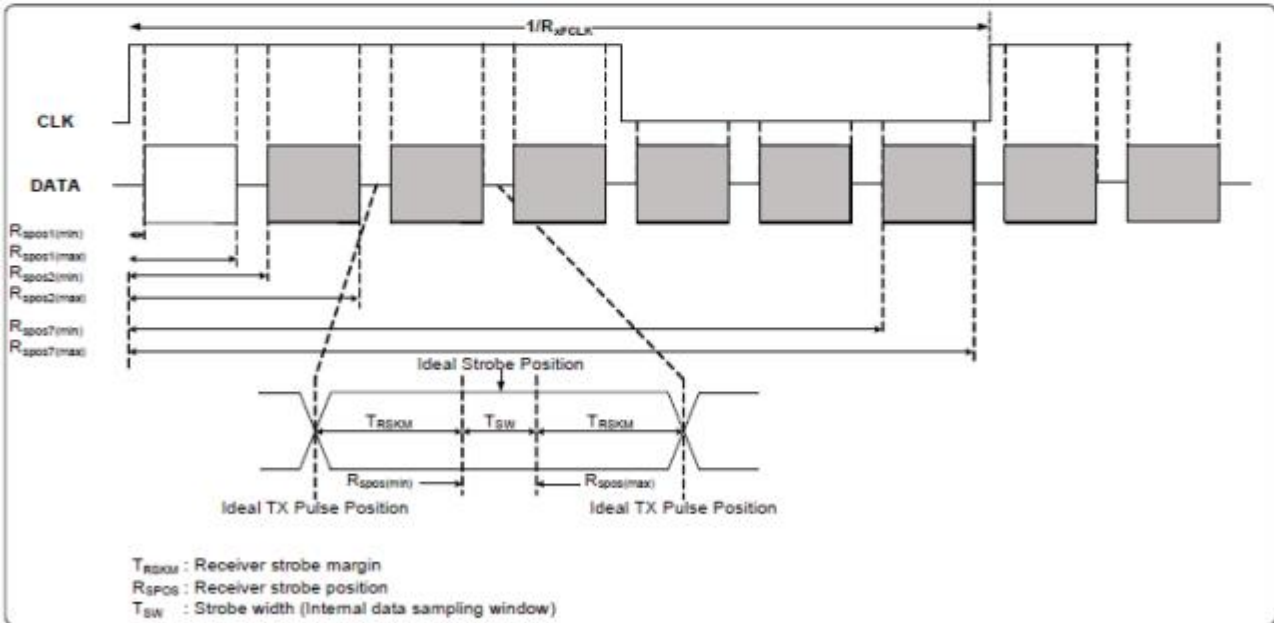 1/RxFCLK
CLK
DATA
Rspos1(min)
Rspos1(max)
Rspos2(min)
Rspos2(max)
Rspos7(min)
Rspos7(max)
Ideal Strobe Position
TRSKM TSW TRSKM
Rspos(min) Rspos(max)
Ideal TX Pulse Position Ideal TX Pulse Position
TRSKM : Receiver strobe margin
RSPOS : Receiver strobe position
TSW : Strobe width (Internal data sampling window)